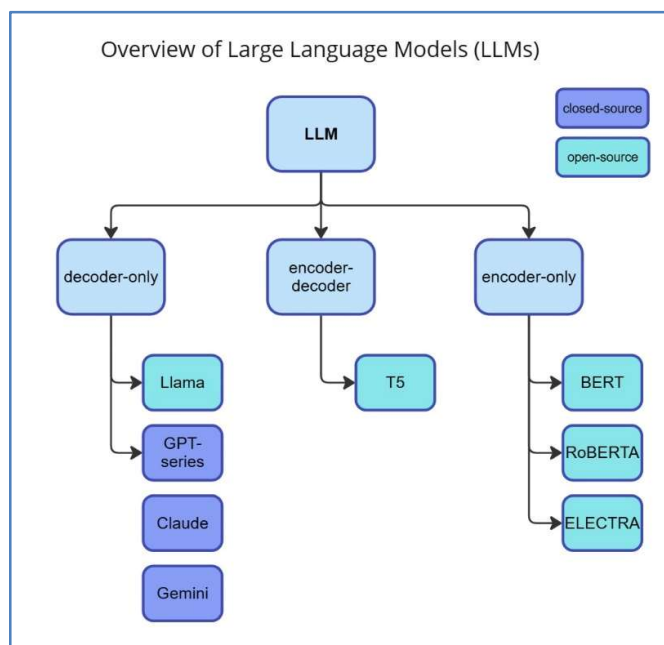 Overview of Large Language Models (LLMs)
closed-source
open-source
LLM
decoder-only
encoder-
decoder
encoder-only
Llama
GPT-
series
Claude
Gemini
T5
BERT
RoBERTA
ELECTRA